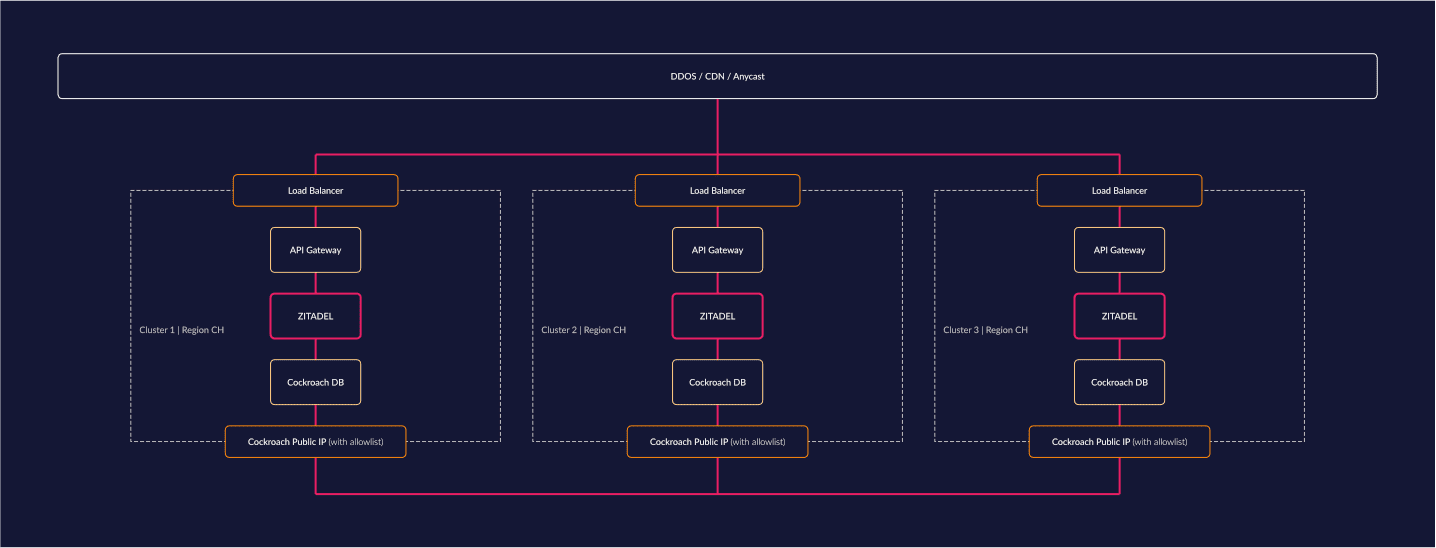 DDOS / CDN / Anycast
Load Balancer
API Gateway
ZITADEL
Cluster 1 | Region CH
Cockroach DB
Cockroach Public IP (with allowlist)
Load Balancer
API Gateway
ZITADEL
Cluster 2 | Region CH
Cockroach DB
Cockroach Public IP (with allowlist)
Load Balancer
API Gateway
ZITADEL
Cluster 3 | Region CH
Cockroach DB
Cockroach Public IP (with allowlist)